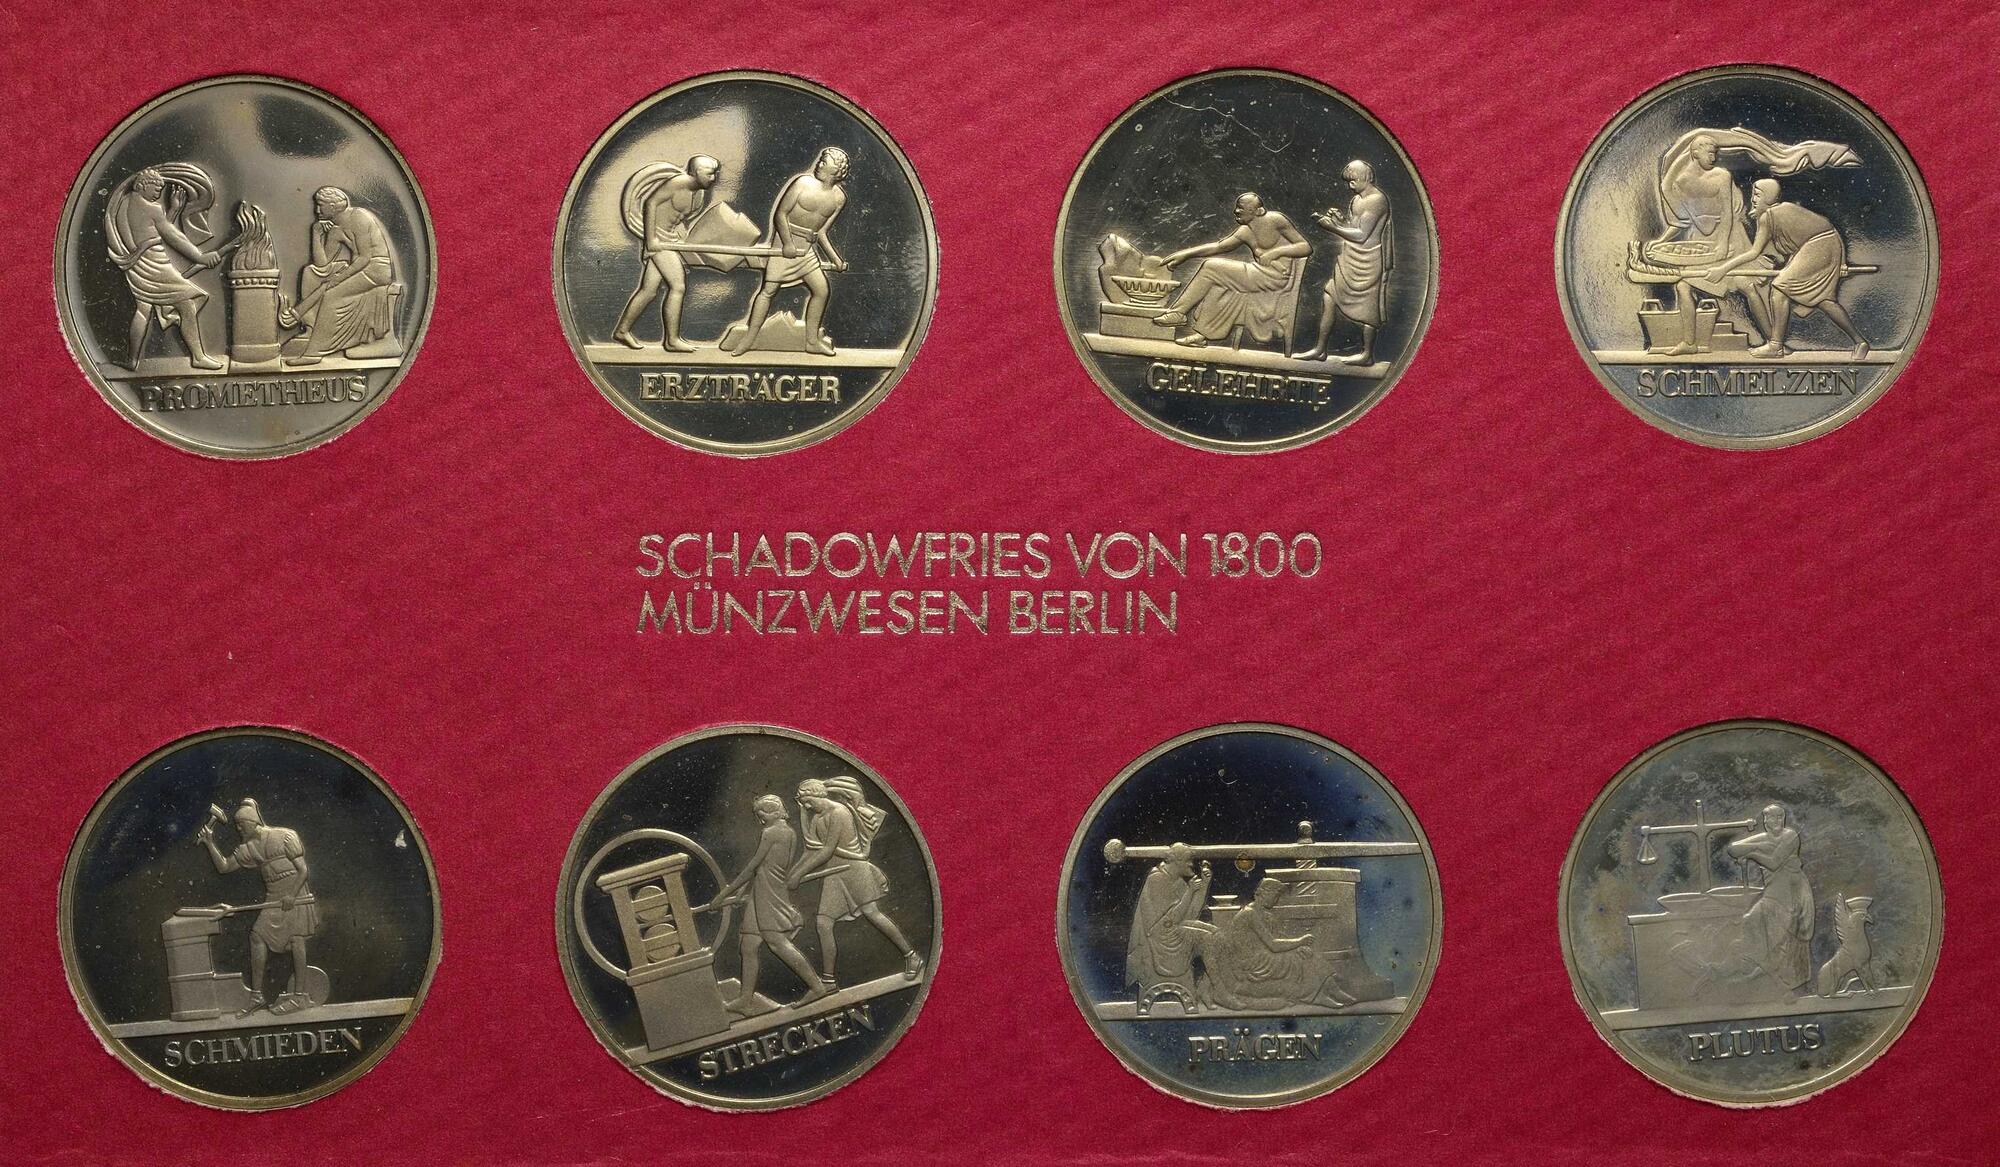 PROMETHEUS
ERZTRÄGER
GELEHRTE
SCHMELZEN
SCHADOWFRIES VON 1800
MÜNZWESEN BERLIN
SCHMIEDEN
STRECKEN
PRÄGEN
PLUTUS